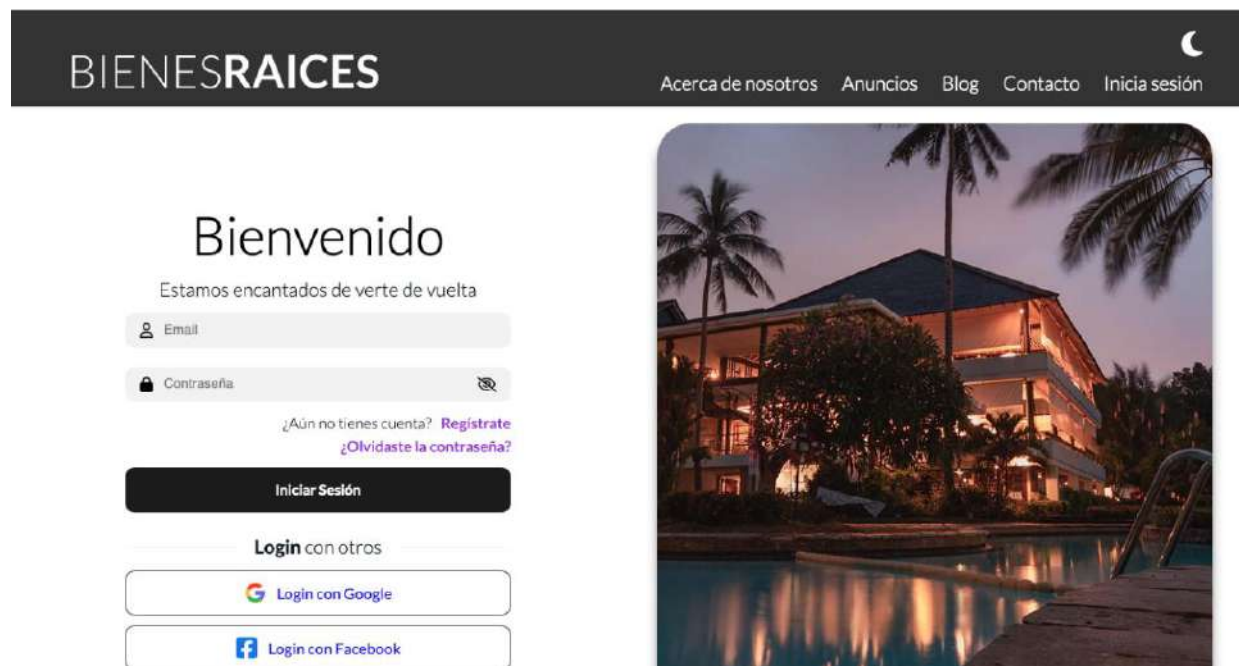 BIENESRAICES
Acerca de nosotros Anuncios Blog Contacto Inicia sesión
Bienvenido
Estamos encantados de verte de vuelta
Email
Contraseña
¿Aún no tienes cuenta? Regístrate
¿Olvidaste la contraseña?
Iniciar Sesión
Login con otros
Login con Google
Login con Facebook